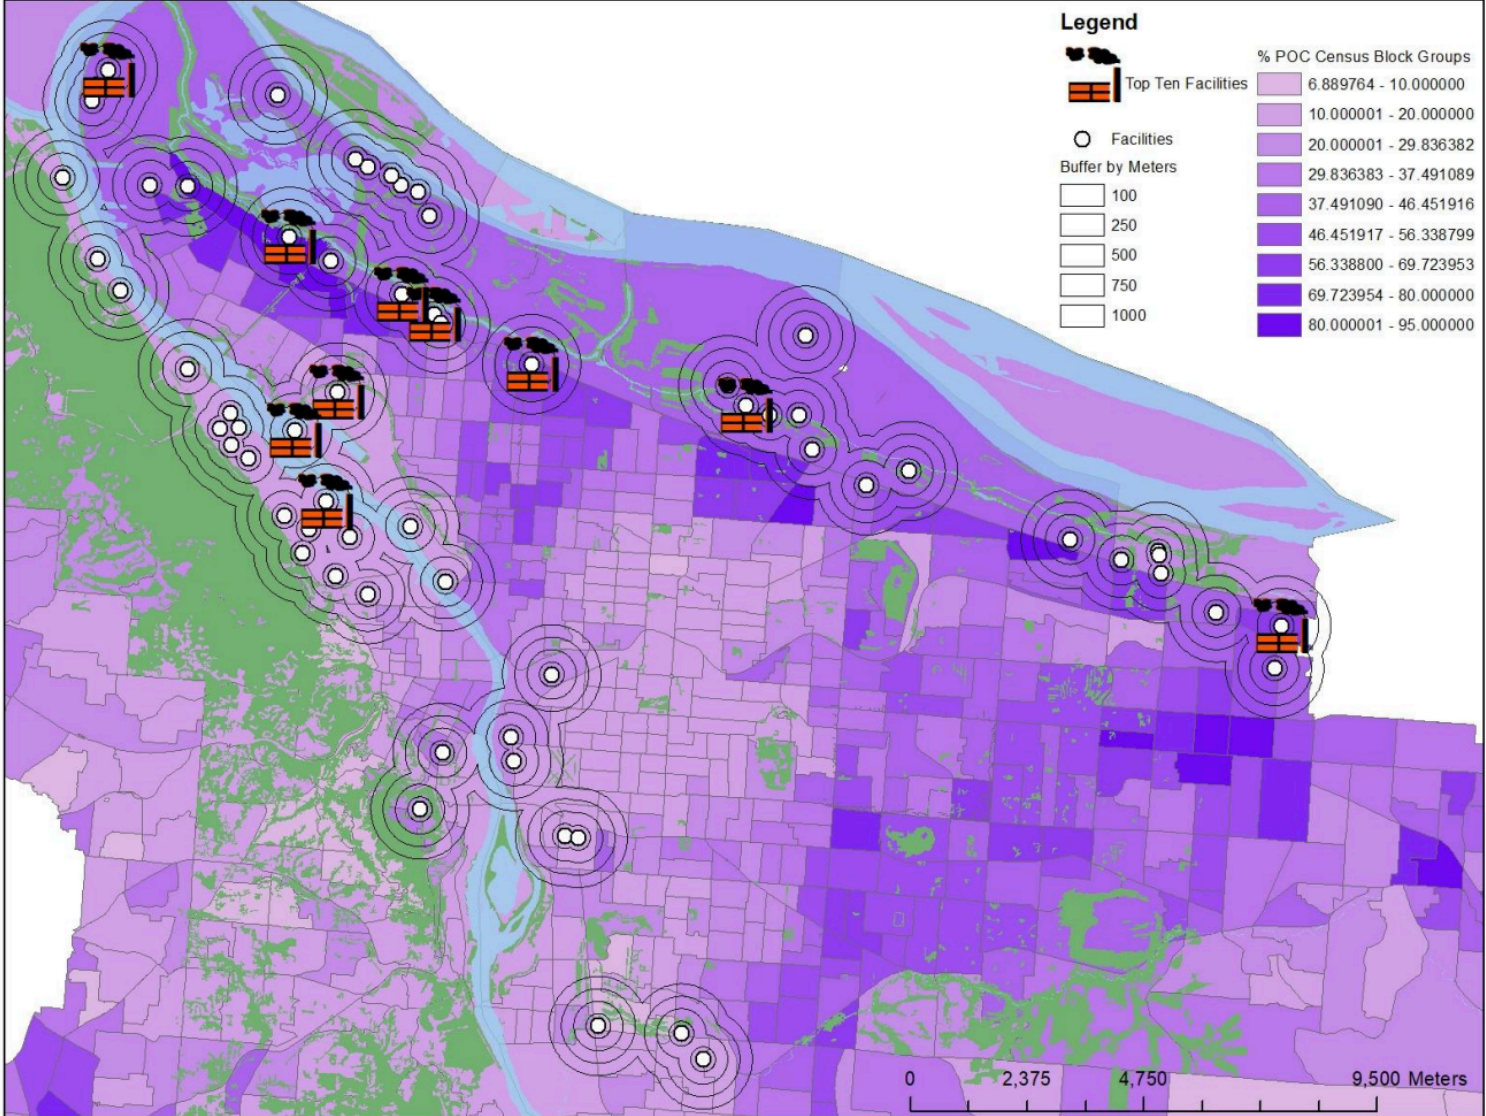 Legend
Top Ten Facilities
Facilities
Buffer by Meters
100
250
500
750
1000
% POC Census Block Groups
6.889764 - 10.000000
10.000001 - 20.000000
20.000001 - 29.836382
29.836383 - 37.491089
37.491090 - 46.451916
46.451917 - 56.338799
56.338800 - 69.723953
69.723954 - 80.000000
80.000001 - 95.000000
0 2,375 4,750 9,500 Meters